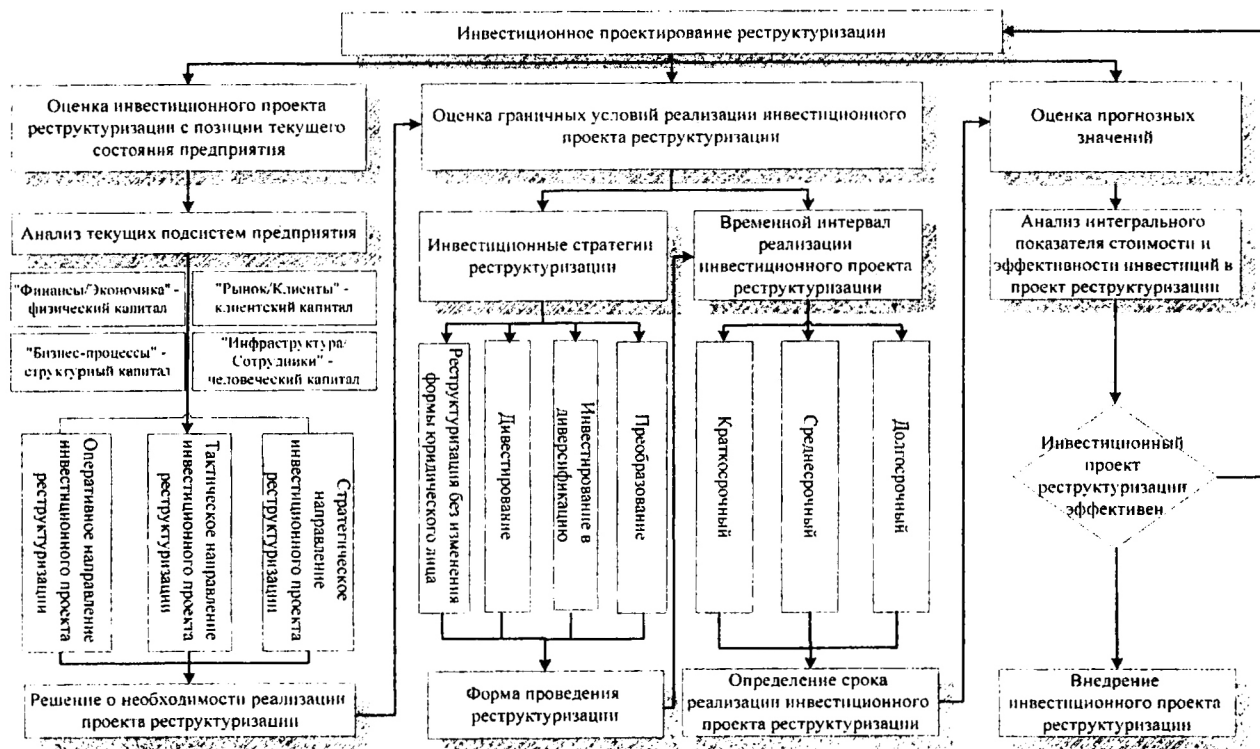 Инвестиционное проектирование реструктуризации
Оценка инвестиционного проекта
реструктуризации с позиции текущего
состояния предприятия
Анализ текущих подсистем предприятия
"Финансы/Экономика" -
физический капитал
"Рынок/Клиенты" -
клиентский капитал
"Бизнес-процессы" -
структурный капитал
"Инфраструктура/
Сотрудники" -
человеческий капитал
Оперативное направление
инвестиционного проекта
реструктуризации
Тактическое направление
инвестиционного проекта
реструктуризации
Стратегическое
направление
инвестиционного проекта
реструктуризации
Решение о необходимости реализации
проекта реструктуризации
Оценка граничных условий реализации инвестиционного
проекта реструктуризации
Инвестиционные стратегии
реструктуризации
Реструктуризация без изменения
формы юридического лица
Дивестирование
Инвестирование в
диверсификацию
Преобразование
Форма проведения
реструктуризации
Временной интервал
реализации
инвестиционного проекта
реструктуризации
Краткосрочный
Среднесрочный
Долгосрочный
Определение срока
реализации инвестиционного
проекта реструктуризации
Оценка прогнозных
значений
Анализ интегрального
показателя стоимости и
эффективности инвестиций в
проект реструктуризации
Инвестиционный
проект
реструктуризации
эффективен
Внедрение
инвестиционного проекта
реструктуризации